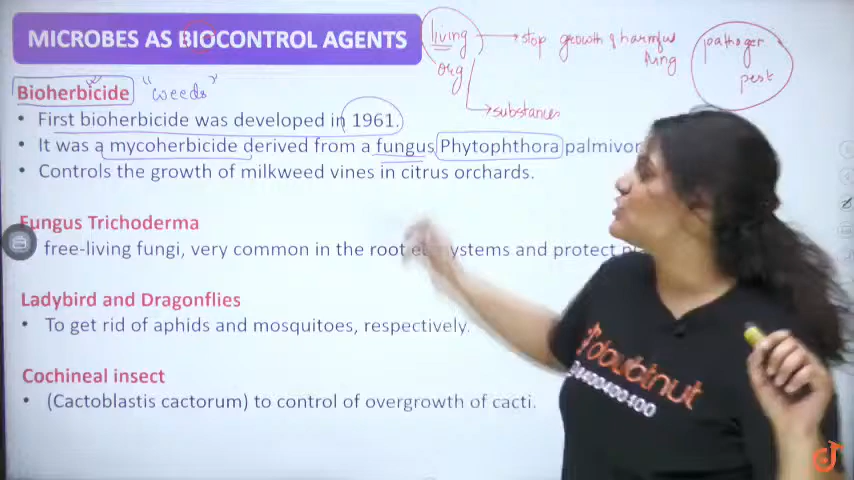 MICROBES AS BIOCONTROL AGENTS
living
org
stop growth of harmful
living
substances
pathoger
pest
Bioherbicide "weeds"
• First bioherbicide was developed in 1961.
• It was a mycoherbicide derived from a fungus Phytophthora palmivor
• Controls the growth of milkweed vines in citrus orchards.
Fungus Trichoderma
free-living fungi, very common in the root ecosystems and protect
Ladybird and Dragonflies
• To get rid of aphids and mosquitoes, respectively.
Cochineal insect
• (Cactoblastis cactorum) to control of overgrowth of cacti.
doubtnut
8400400400